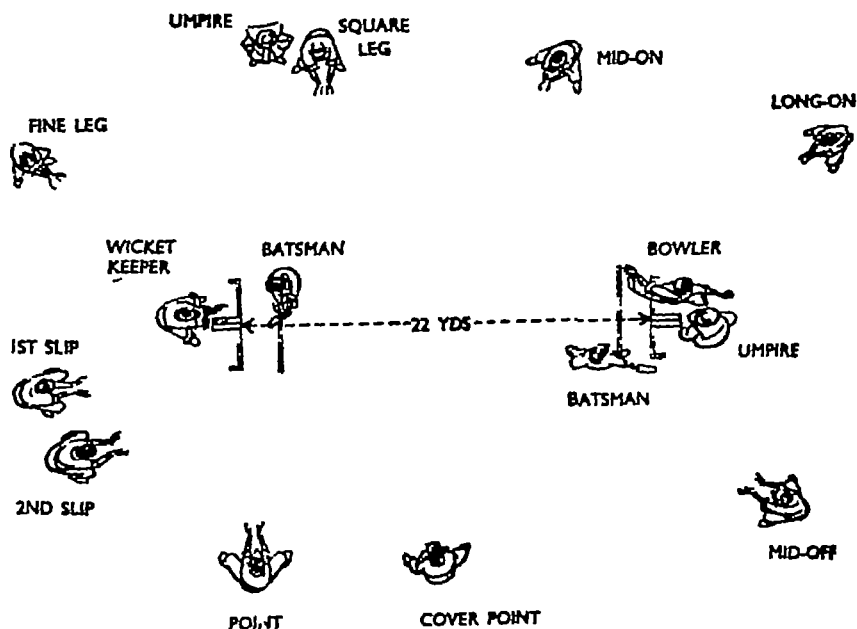 UMPIRE
SQUARE
LEG
MID-ON
LONG-ON
FINE LEG
WICKET
KEEPER
BATSMAN
BOWLER
22 YDS
UMPIRE
1ST SLIP
BATSMAN
2ND SLIP
MID-OFF
POINT
COVER POINT